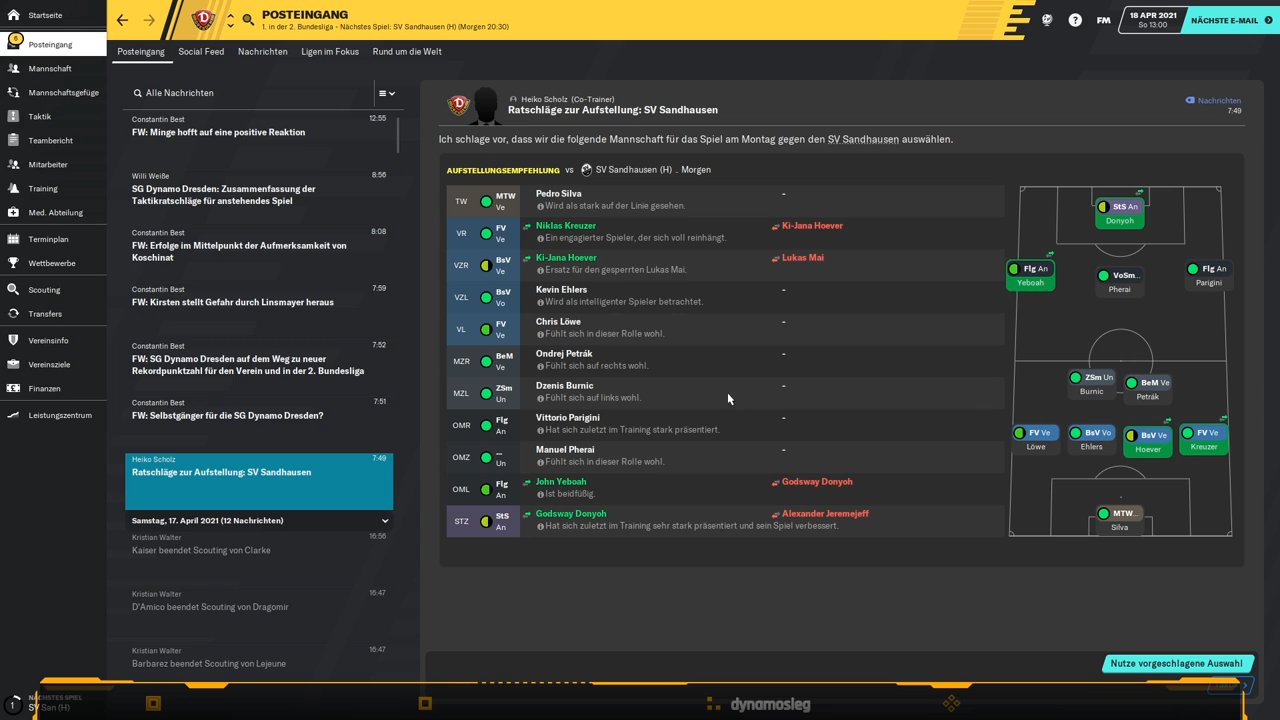 Startseite
6
Posteingang
Mannschaft
Mannschaftsgefüge
Taktik
Teambericht
Mitarbeiter
Training
Med. Abteilung
Terminplan
Wettbewerbe
Scouting
Transfers
Vereinsinfo
Vereinsziele
Finanzen
Leistungszentrum
NÄCHSTES SPIEL
1
SV San (H)
POSTEINGANG
1. in der 2. Bundesliga - Nächstes Spiel: SV Sandhausen (H) (Morgen 20:30)
FM
18 APR 2021
So 13:00
NÄCHSTE E-MAIL
Posteingang Social Feed Nachrichten Ligen im Fokus Rund um die Welt
Alle Nachrichten
Constantin Best 12:55
FW: Minge hofft auf eine positive Reaktion
Willi Weiße 8:56
SG Dynamo Dresden: Zusammenfassung der
Taktikratschläge für anstehendes Spiel
Constantin Best 8:08
FW: Erfolge im Mittelpunkt der Aufmerksamkeit von
Koschinat
Constantin Best 7:59
FW: Kirsten stellt Gefahr durch Linsmayer heraus
Constantin Best 7:52
FW: SG Dynamo Dresden auf dem Weg zu neuer
Rekordpunktzahl für den Verein und in der 2. Bundesliga
Constantin Best 7:51
FW: Selbstgänger für die SG Dynamo Dresden?
Heiko Scholz 7:49
Ratschläge zur Aufstellung: SV Sandhausen
Samstag, 17. April 2021 (12 Nachrichten)
Kristian Walter 16:56
Kaiser beendet Scouting von Clarke
Kristian Walter 16:47
D'Amico beendet Scouting von Dragomir
Kristian Walter 16:47
Barbarez beendet Scouting von Lejeune
Heiko Scholz (Co-Trainer)
Ratschläge zur Aufstellung: SV Sandhausen
Nachrichten
7:49
Ich schlage vor, dass wir die folgende Mannschaft für das Spiel am Montag gegen den SV Sandhausen auswählen.
AUFSTELLUNGSEMPFEHLUNG vs SV Sandhausen (H) _ Morgen
TW MTW Ve Pedro Silva -
Wird als stark auf der Linie gesehen.
VR FV Ve Niklas Kreuzer Ki-Jana Hoever
Ein engagierter Spieler, der sich voll reinhängt.
VZR BsV Ve Ki-Jana Hoever Lukas Mai
Ersatz für den gesperrten Lukas Mai.
VZL BsV Vo Kevin Ehlers -
Wird als intelligenter Spieler betrachtet.
VL FV Ve Chris Löwe -
Fühlt sich in dieser Rolle wohl.
MZR BeM Ve Ondrej Petrák -
Fühlt sich auf rechts wohl.
MZL ZSm Un Dzenis Burnic -
Fühlt sich auf links wohl.
OMR Flg An Vittorio Parigini -
Hat sich zuletzt im Training stark präsentiert.
OMZ ... Un Manuel Pherai -
Fühlt sich in dieser Rolle wohl.
OML Flg An John Yeboah Godsway Donyoh
Ist beidfüßig.
STZ StS An Godsway Donyoh Alexander Jeremejeff
Hat sich zuletzt im Training sehr stark präsentiert und sein Spiel verbessert.
StS An
Donyoh
Flg An
Yeboah
VoSm...
Pherai
Flg An
Parigini
ZSm Un
Burnic
BeM Ve
Petrák
FV Ve
Löwe
BsV Vo
Ehlers
BsV Ve
Hoever
FV Ve
Kreuzer
MTW...
Silva
Nutze vorgeschlagene Auswahl
dynamosleg